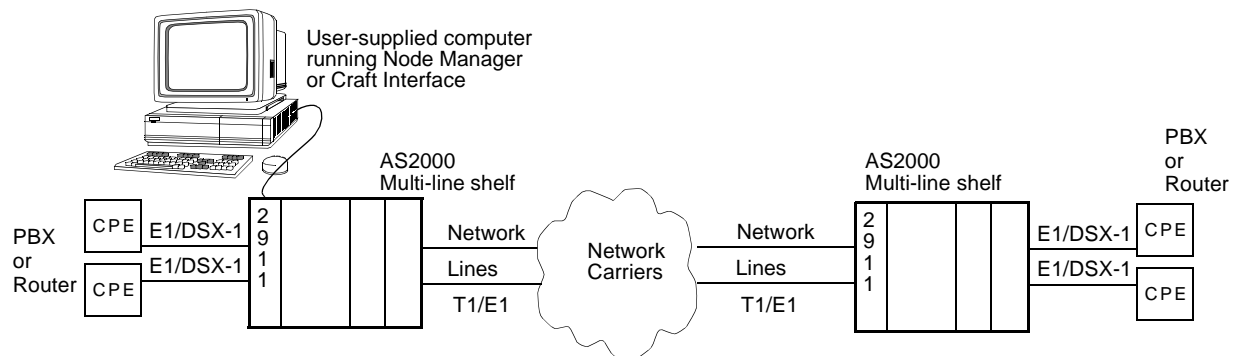 User-supplied computer
running Node Manager
or Craft Interface
AS2000
Multi-line shelf
PBX
or
Router
CPE
CPE
E1/DSX-1
E1/DSX-1
2
9
1
1
Network
Lines
T1/E1
Network
Carriers
Network
Lines
T1/E1
AS2000
Multi-line shelf
2
9
1
1
E1/DSX-1
E1/DSX-1
CPE
CPE
PBX
or
Router